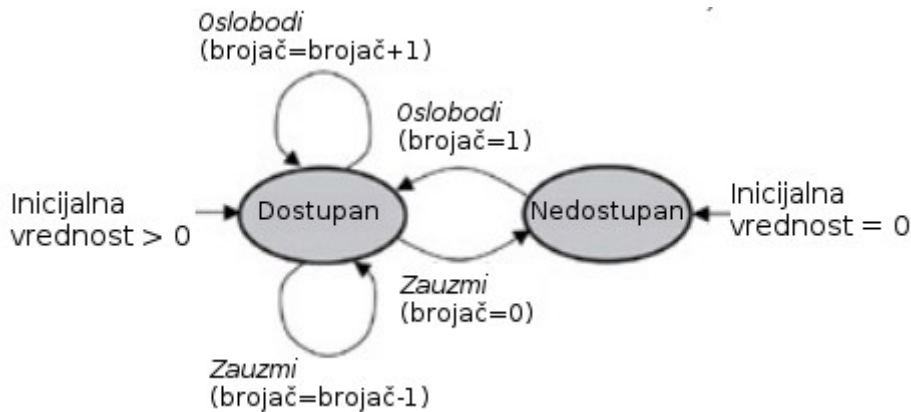 Oslobodi
(brojač=brojač+1)
Oslobodi
(brojač=1)
Inicijalna
vrednost > 0
Dostupan
Nedostupan
Inicijalna
vrednost = 0
Zauzmi
(brojač=0)
Zauzmi
(brojač=brojač-1)